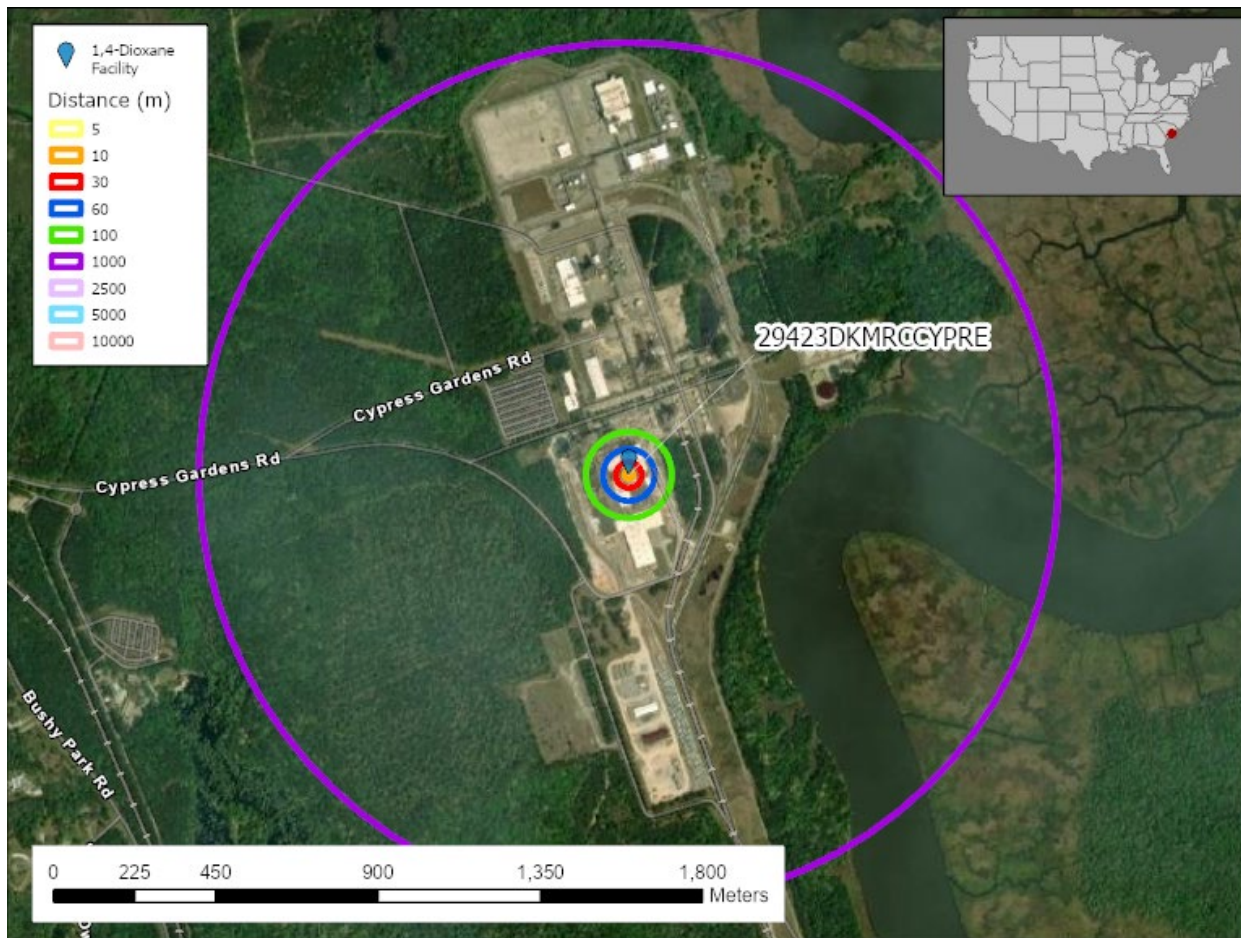 1,4-Dioxane
Facility
Distance (m)
5
10
30
60
100
1000
2500
5000
10000
29423DKMRCCYPRE
Cypress Gardens Rd
Cypress Gardens Rd
Bushy Park Rd
0 225 450 900 1,350 1,800
Meters